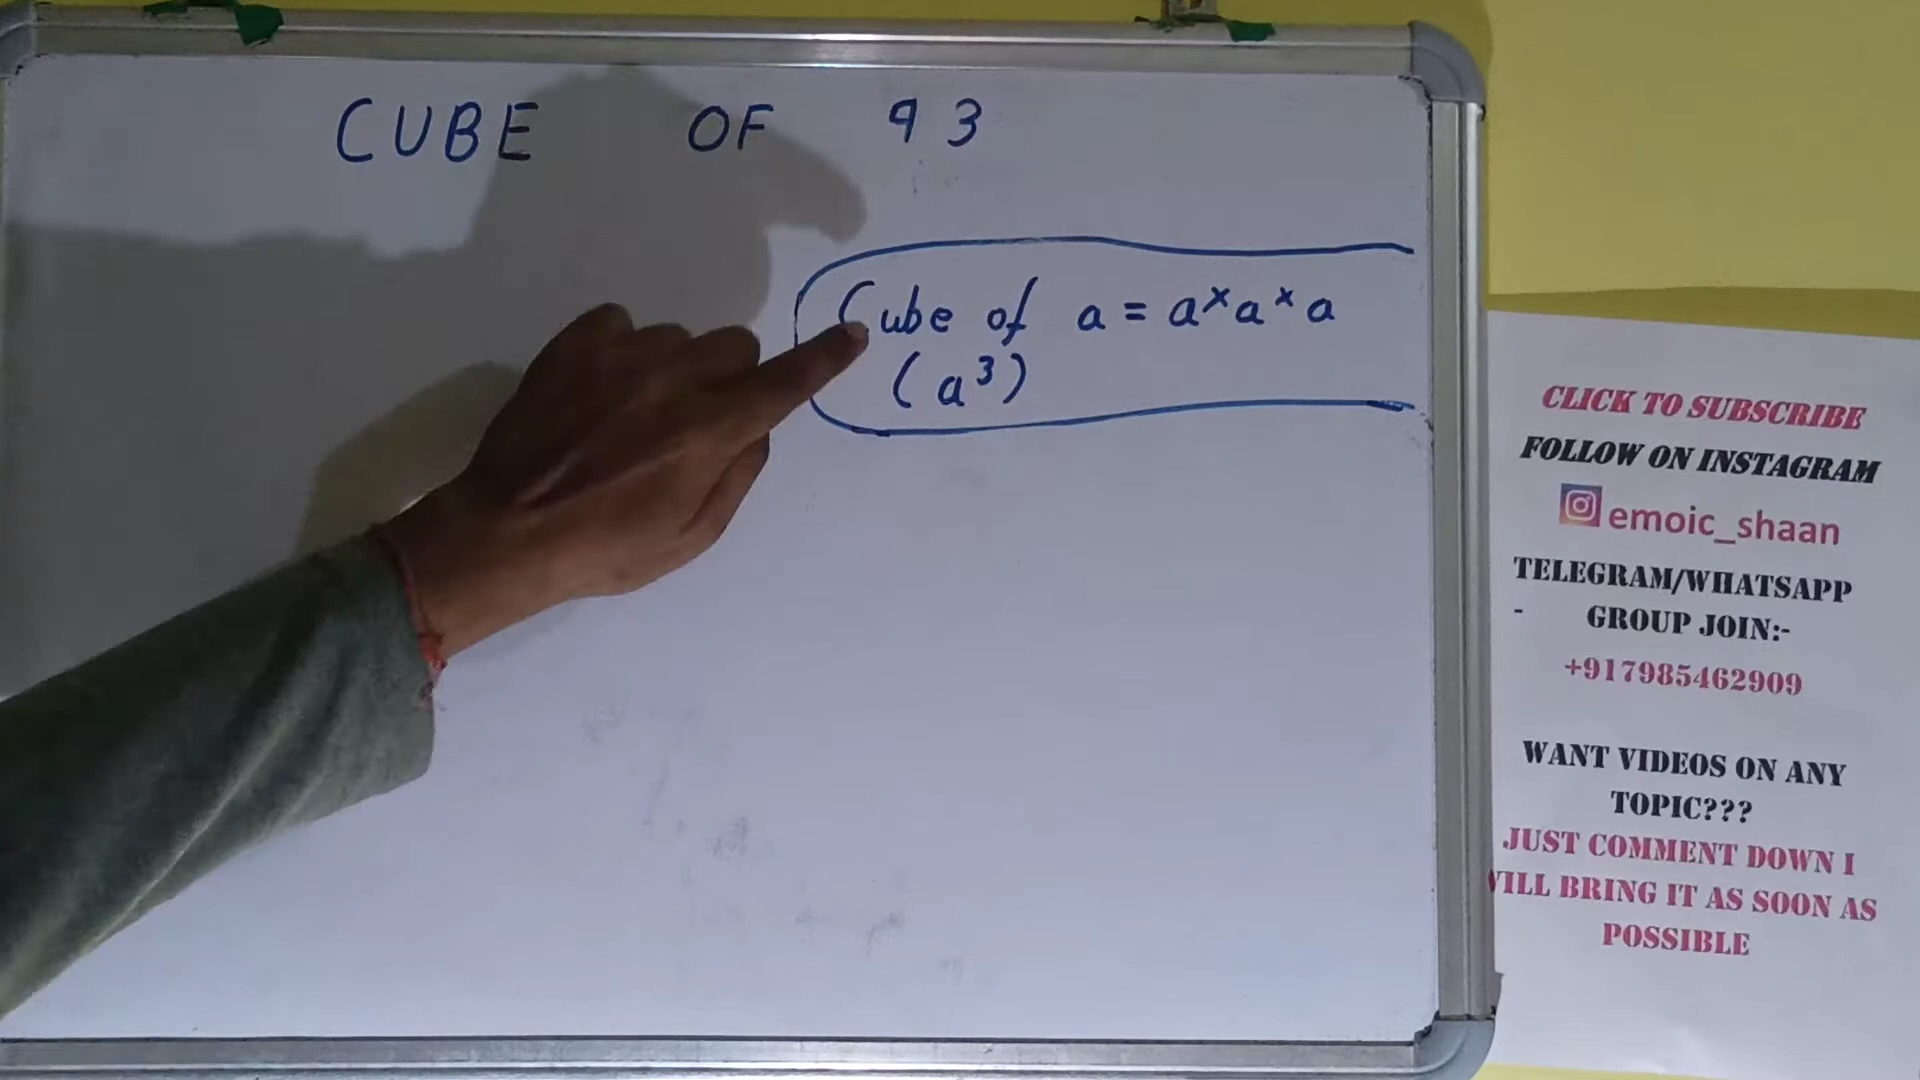 CUBE OF 93
Cube of a = a × a × a
(a³)
CLICK TO SUBSCRIBE
FOLLOW ON INSTAGRAM
emoic_shaan
TELEGRAM/WHATSAPP
- GROUP JOIN:-
+917985462909
WANT VIDEOS ON ANY
TOPIC???
JUST COMMENT DOWN I
WILL BRING IT AS SOON AS
POSSIBLE